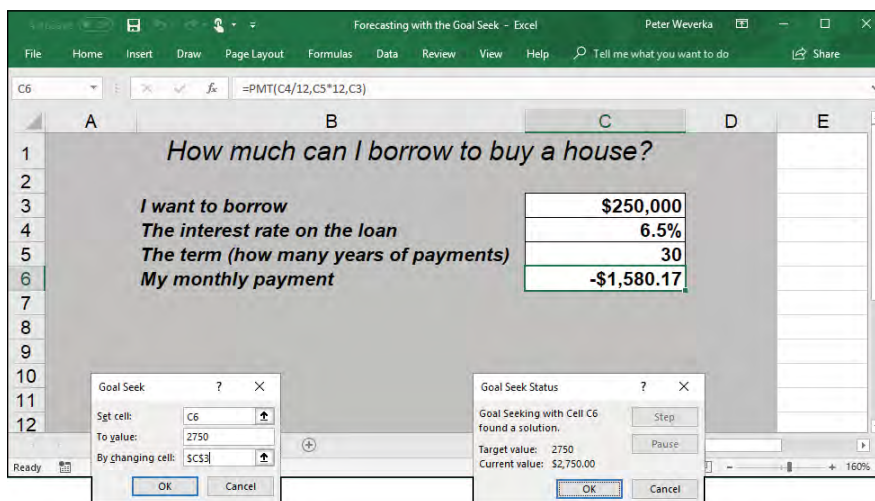 Forecasting with the Goal Seek - Excel Peter Weverka
File Home Insert Draw Page Layout Formulas Data Review View Help Tell me what you want to do Share
C6 fx =PMT(C4/12,C5*12,C3)
A B C D E
1 How much can I borrow to buy a house?
2
3 I want to borrow $250,000
4 The interest rate on the loan 6.5%
5 The term (how many years of payments) 30
6 My monthly payment -$1,580.17
7
8
9
10
11
12
Goal Seek ? ×
Set cell: C6
To value: 2750
By changing cell: $C$3
OK Cancel
Goal Seek Status ? ×
Goal Seeking with Cell C6 Step
found a solution.
Pause
Target value: 2750
Current value: $2,750.00
OK Cancel
Ready - + 160%